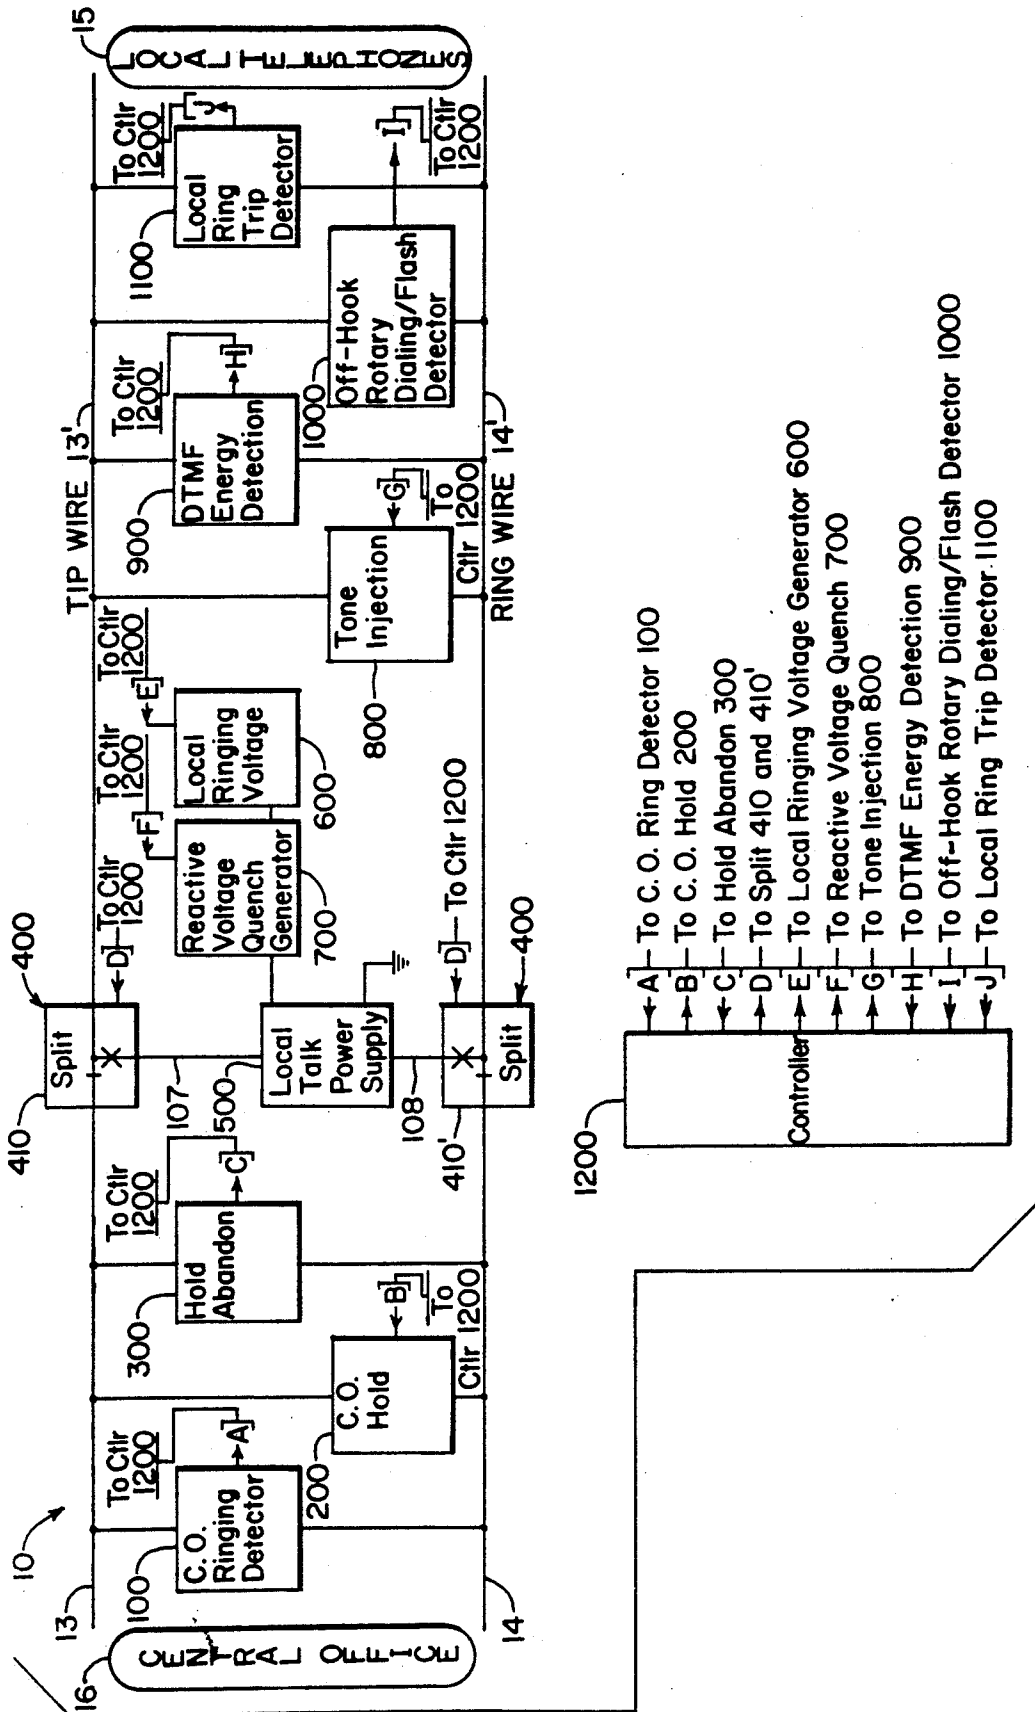 10
13
16
CENTRAL OFFICE
14
100
C.O.
Ringing
Detector
To Ctlr
1200
A
200
C.O.
Hold
B
To
1200
Ctlr
300
Hold
Abandon
To Ctlr
1200
C
410
Split
400
D
To Ctlr
1200
107
500
Local
Talk
Power
Supply
108
410'
Split
400
D
To Ctlr 1200
Reactive
Voltage
Quench
Generator
700
F
To Ctlr
1200
Local
Ringing
Voltage
600
E
To Ctlr
1200
TIP WIRE 13'
RING WIRE 14'
Tone
Injection
800
G
To
1200
Ctlr
900
DTMF
Energy
Detection
To Ctlr
1200
H
1000
Off-Hook
Rotary
Dialing/Flash
Detector
I
To Ctlr
1200
1100
Local
Ring
Trip
Detector
To Ctlr
1200
J
15
LOCAL TELEPHONES
1200
Controller
A To C.O. Ring Detector 100
B To C.O. Hold 200
C To Hold Abandon 300
D To Split 410 and 410'
E To Local Ringing Voltage Generator 600
F To Reactive Voltage Quench 700
G To Tone Injection 800
H To DTMF Energy Detection 900
I To Off-Hook Rotary Dialing/Flash Detector 1000
J To Local Ring Trip Detector 1100